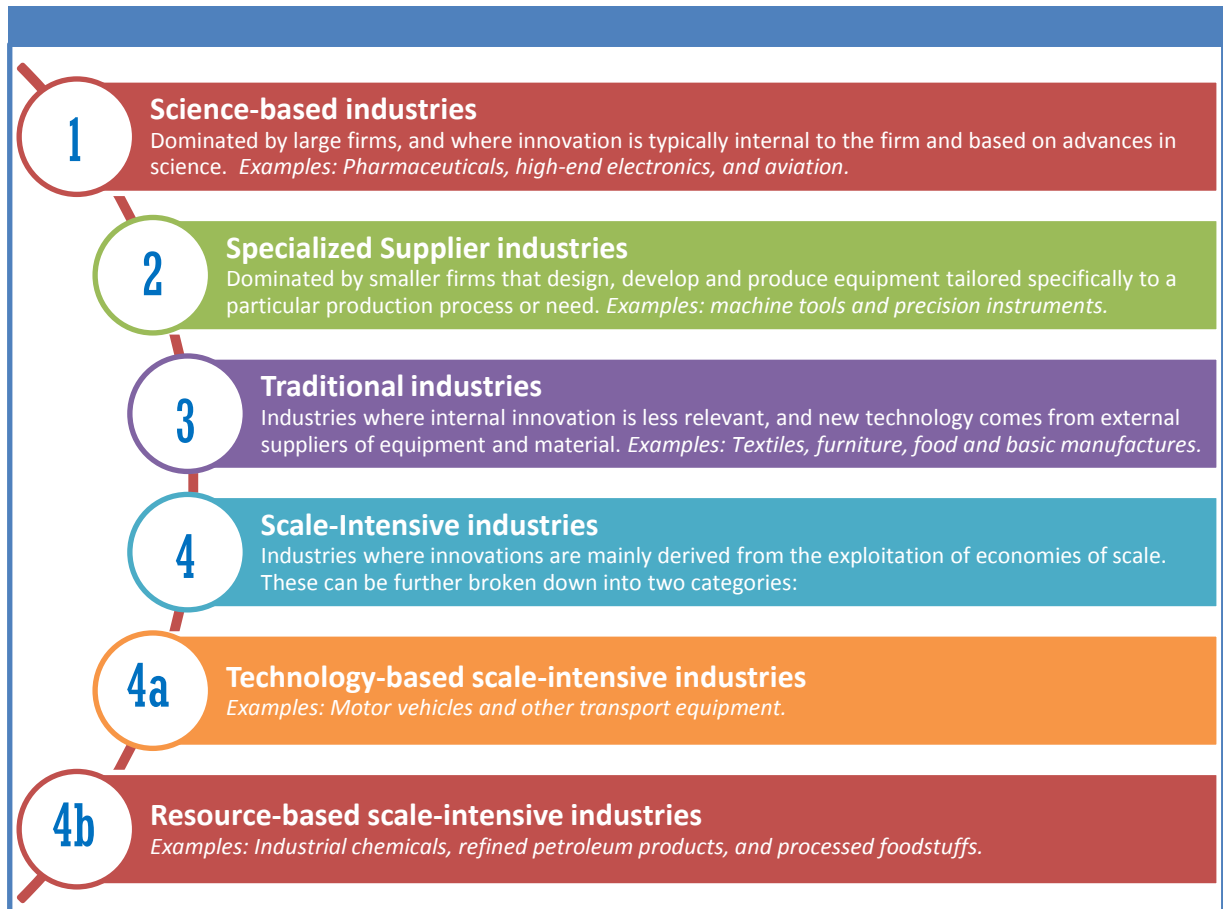 1
Science-based industries
Dominated by large firms, and where innovation is typically internal to the firm and based on advances in
science.  Examples: Pharmaceuticals, high-end electronics, and aviation.
2
Specialized Supplier industries
Dominated by smaller firms that design, develop and produce equipment tailored specifically to a
particular production process or need. Examples: machine tools and precision instruments.
3
Traditional industries
Industries where internal innovation is less relevant, and new technology comes from external
suppliers of equipment and material. Examples: Textiles, furniture, food and basic manufactures.
4
Scale-Intensive industries
Industries where innovations are mainly derived from the exploitation of economies of scale.
These can be further broken down into two categories:
4a
Technology-based scale-intensive industries
Examples: Motor vehicles and other transport equipment.
4b
Resource-based scale-intensive industries
Examples: Industrial chemicals, refined petroleum products, and processed foodstuffs.